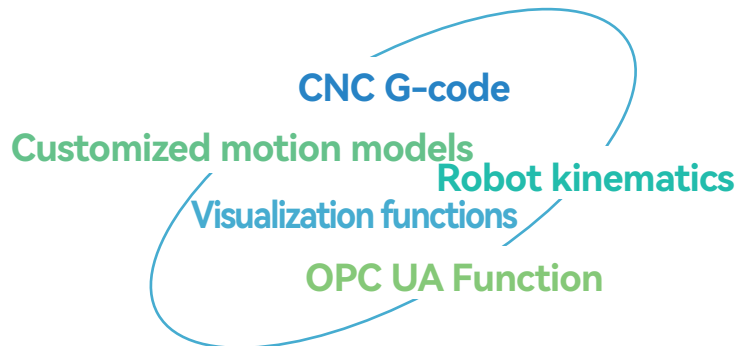 CNC G-code
Customized motion models
Robot kinematics
Visualization functions
OPC UA Function